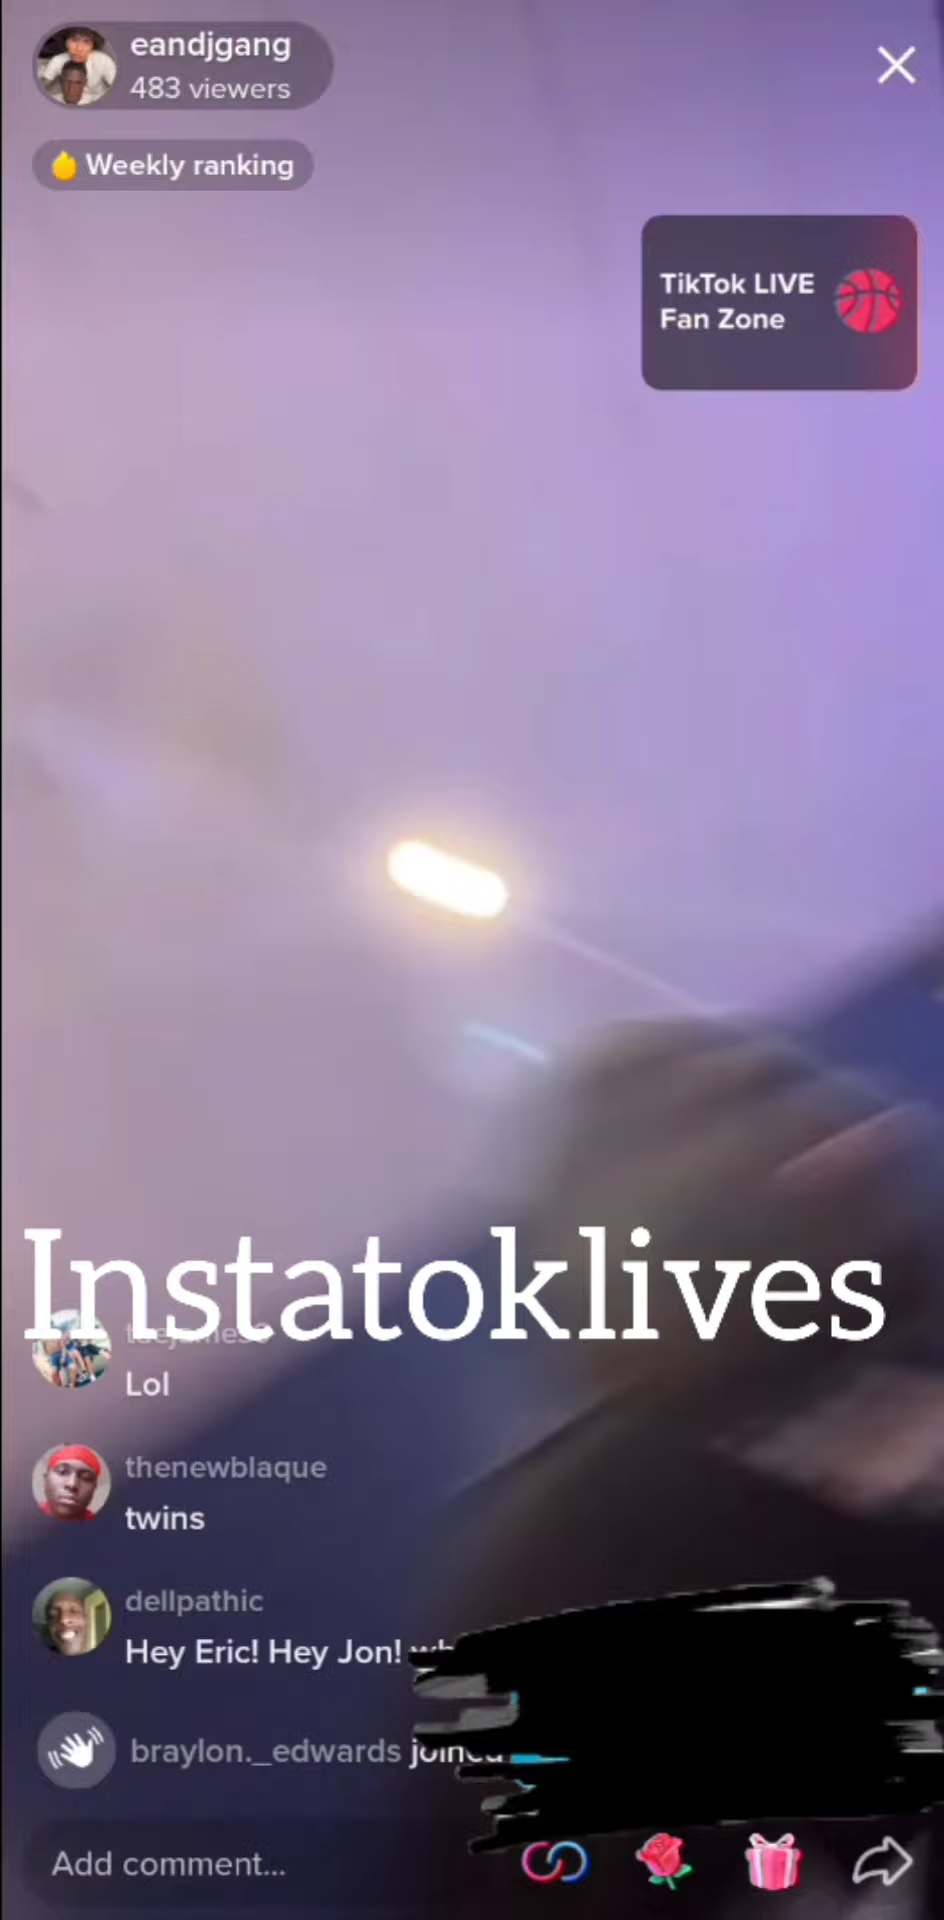 eandjgang
483 viewers
Weekly ranking
TikTok LIVE
Fan Zone
Instatoklives
Lol
thenewblaque
twins
dellpathic
Hey Eric! Hey Jon!
braylon._edwards joined
Add comment...